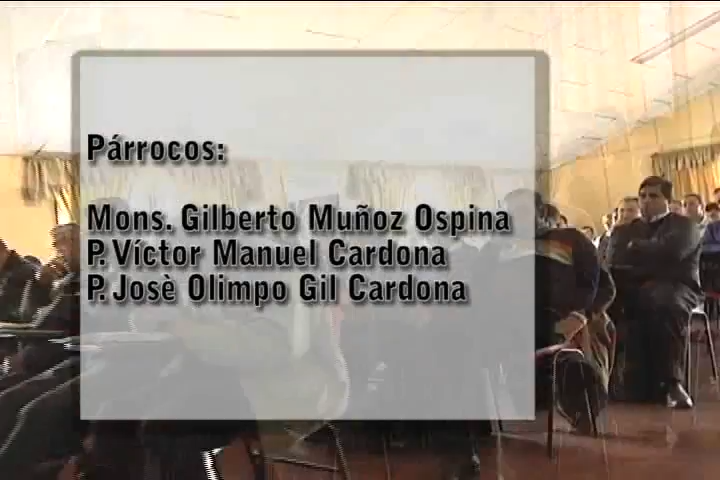 Párrocos:
Mons. Gilberto Muñoz Ospina
P. Víctor Manuel Cardona
P. Josè Olimpo Gil Cardona